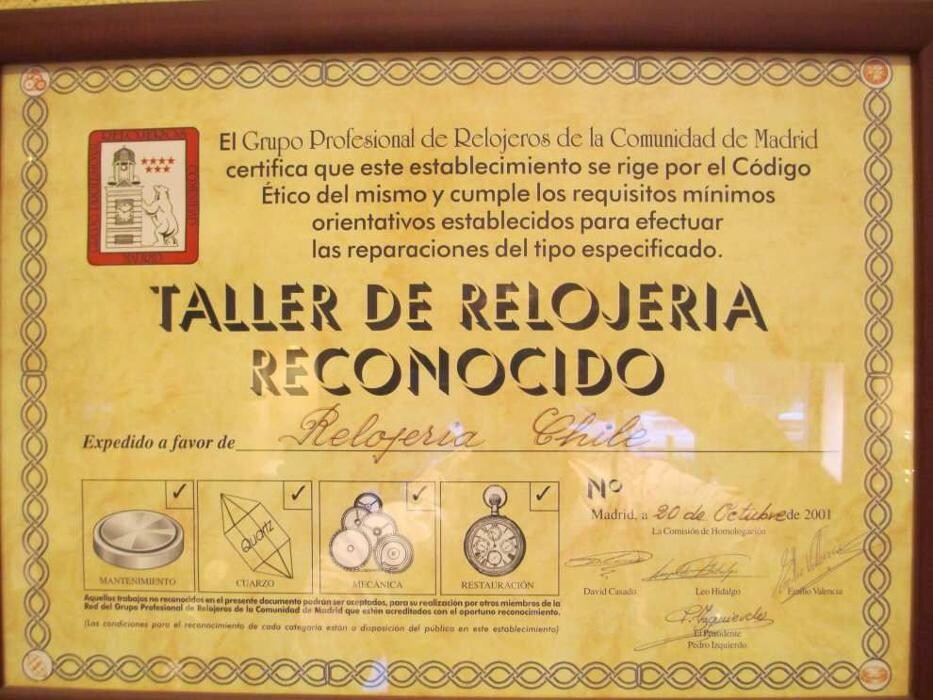 RELOJEROS
COMUNIDAD
MADRID
El Grupo Profesional de Relojeros de la Comunidad de Madrid
certifica que este establecimiento se rige por el Código
Ético del mismo y cumple los requisitos mínimos
orientativos establecidos para efectuar
las reparaciones del tipo especificado.
TALLER DE RELOJERIA
RECONOCIDO
Expedido a favor de Relojeria Chile
MANTENIMIENTO
QUARTZ
CUARZO
MECÁNICA
RESTAURACIÓN
Nº
Madrid, a 20 de Octubre de 2001
La Comisión de Homologación
David Casado
Leo Hidalgo
Emilio Valencia
El Presidente
Pedro Izquierdo
Aquellos trabajos no reconocidos en el presente documento podrán ser aceptados, para su realización por otros miembros de la
Red del Grupo Profesional de Relojeros de la Comunidad de Madrid que estén acreditados con el oportuno reconocimiento.
(Las condiciones para el reconocimiento de cada categoría están a disposición del público en este establecimiento)